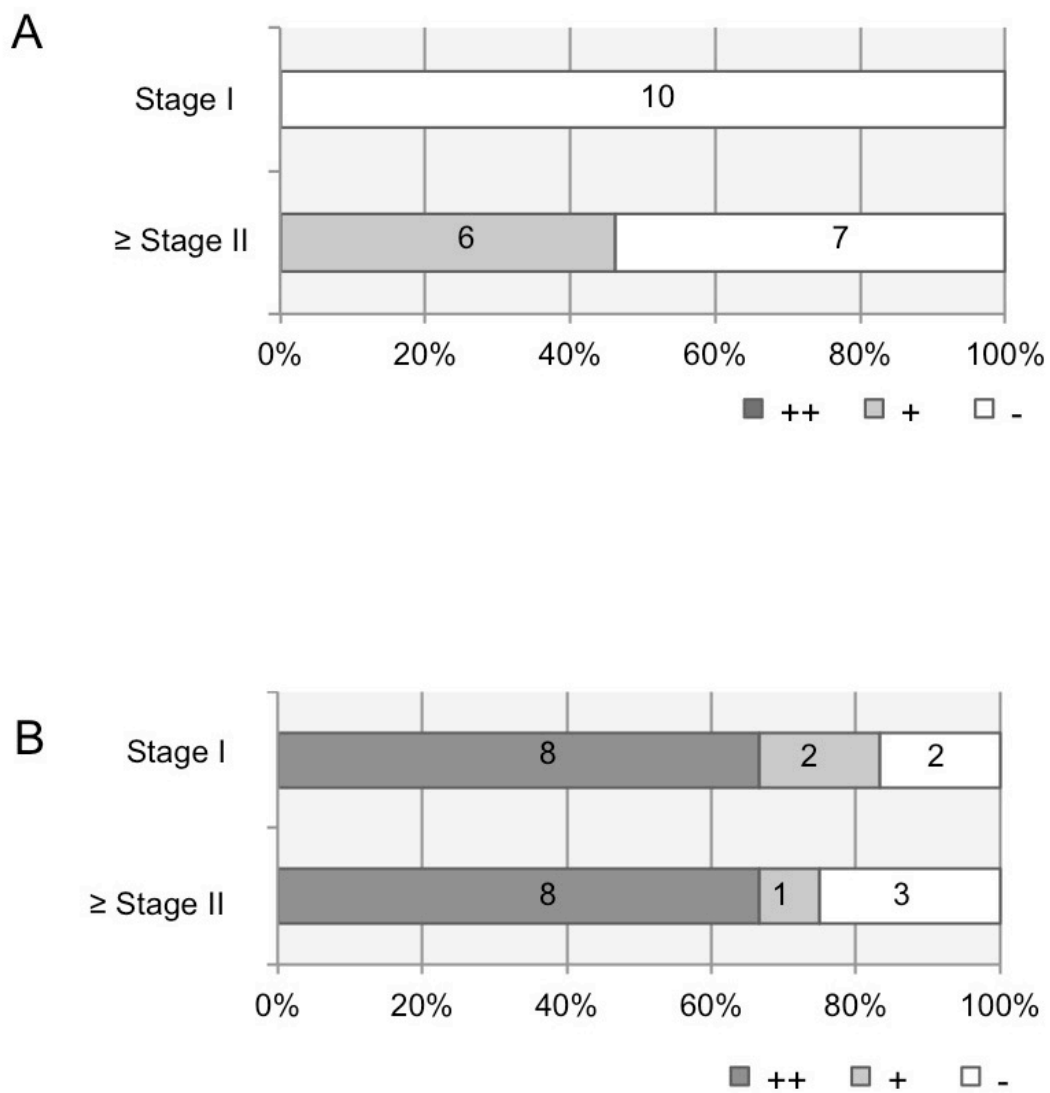 A
Stage I
10
≥ Stage II
6 7
0% 20% 40% 60% 80% 100%
++ + -
B
Stage I
8 2 2
≥ Stage II
8 1 3
0% 20% 40% 60% 80% 100%
++ + -